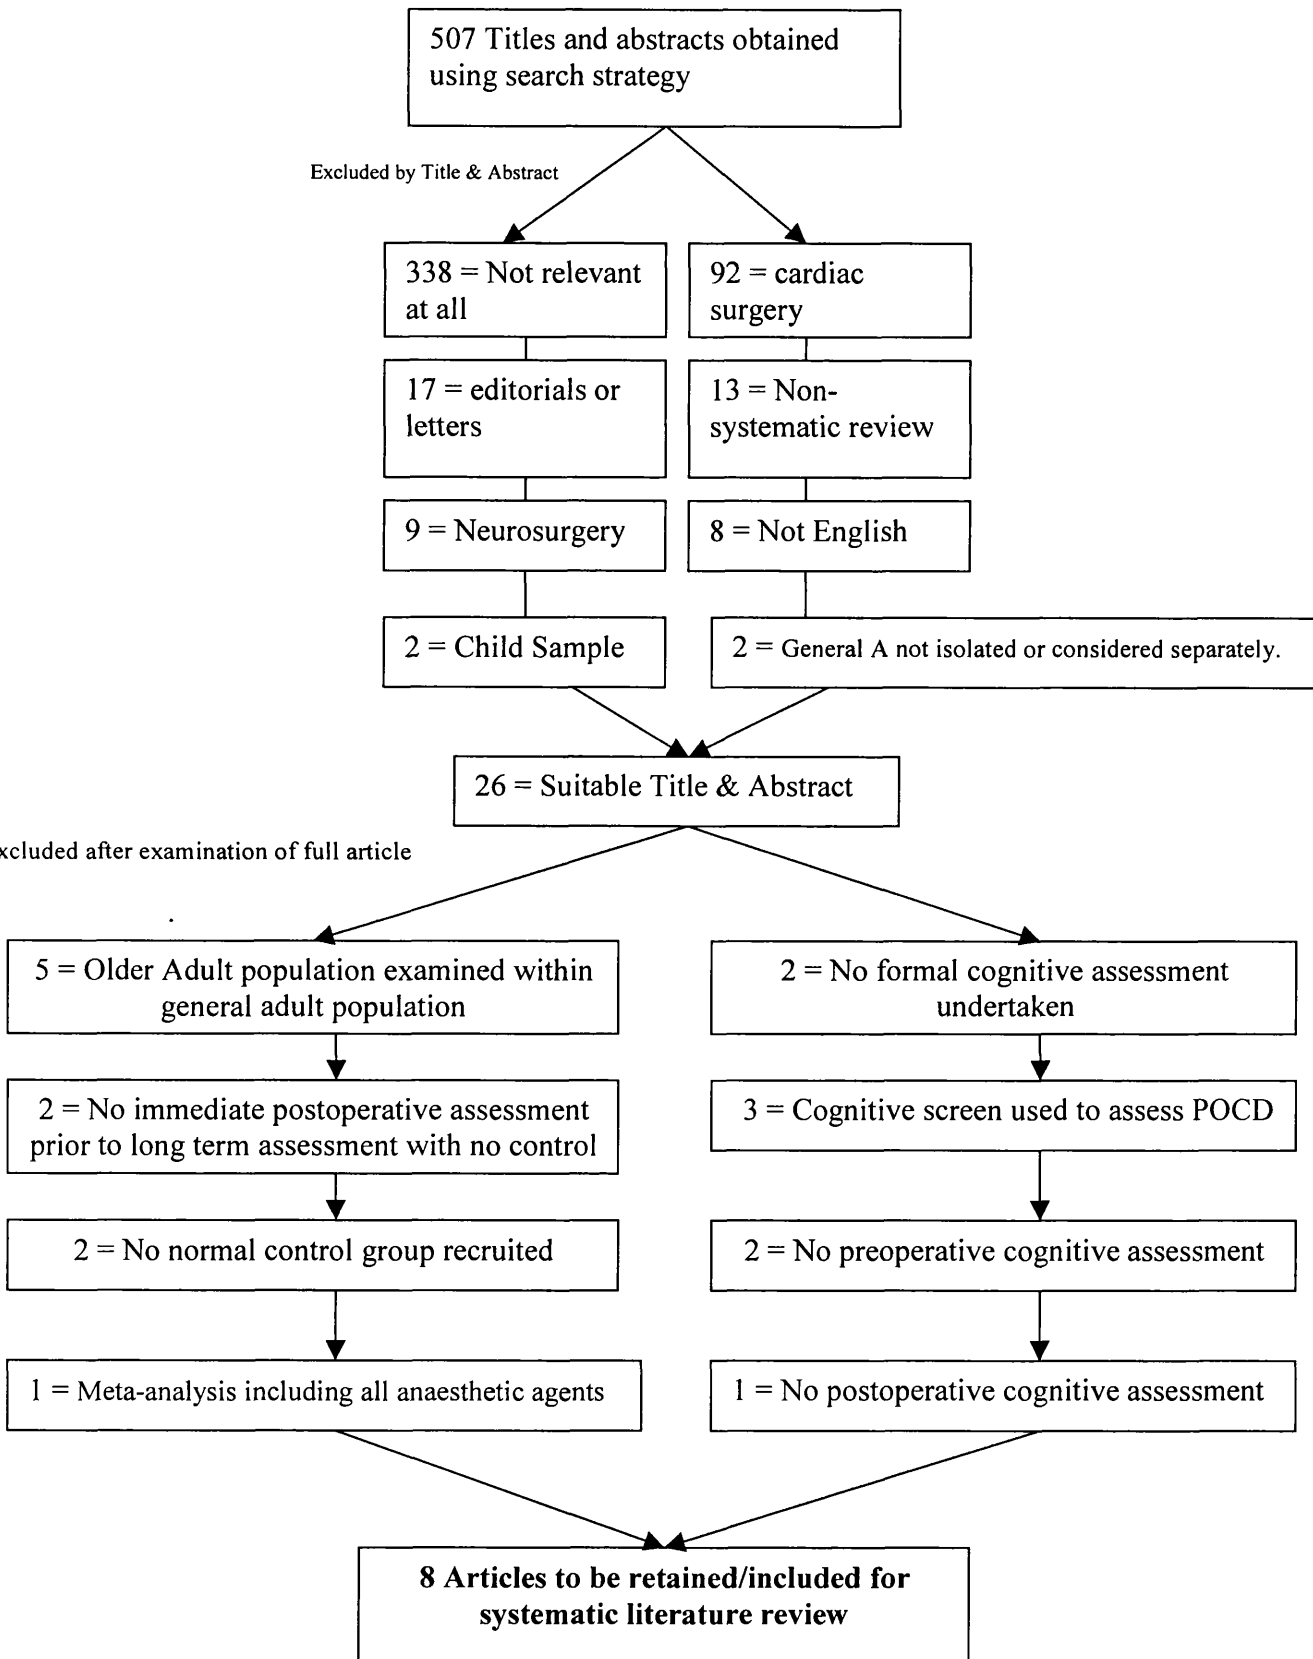 507 Titles and abstracts obtained
using search strategy
Excluded by Title & Abstract
338 = Not relevant
at all
92 = cardiac
surgery
17 = editorials or
letters
13 = Non-
systematic review
9 = Neurosurgery
8 = Not English
2 = Child Sample
2 = General A not isolated or considered separately.
26 = Suitable Title & Abstract
xcluded after examination of full article
5 = Older Adult population examined within
general adult population
2 = No formal cognitive assessment
undertaken
2 = No immediate postoperative assessment
prior to long term assessment with no control
3 = Cognitive screen used to assess POCD
2 = No normal control group recruited
2 = No preoperative cognitive assessment
1 = Meta-analysis including all anaesthetic agents
1 = No postoperative cognitive assessment
8 Articles to be retained/included for
systematic literature review